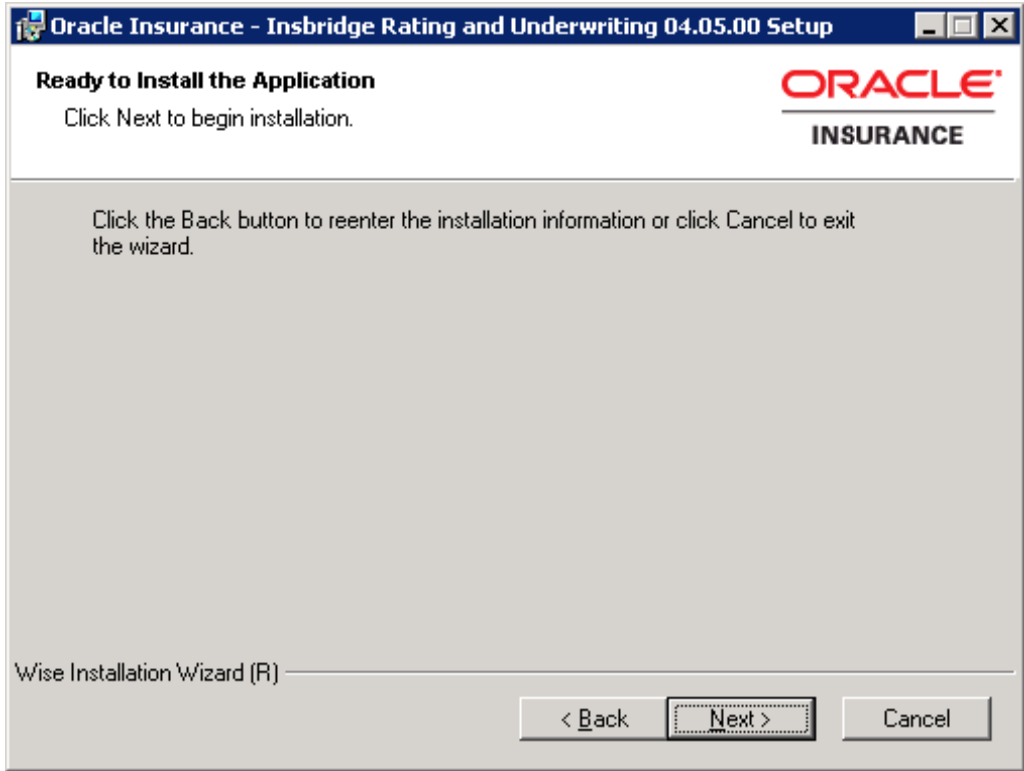 Oracle Insurance - Insbridge Rating and Underwriting 04.05.00 Setup
Ready to Install the Application
Click Next to begin installation.
ORACLE
INSURANCE
Click the Back button to reenter the installation information or click Cancel to exit
the wizard.
Wise Installation Wizard (R)
< Back
Next >
Cancel